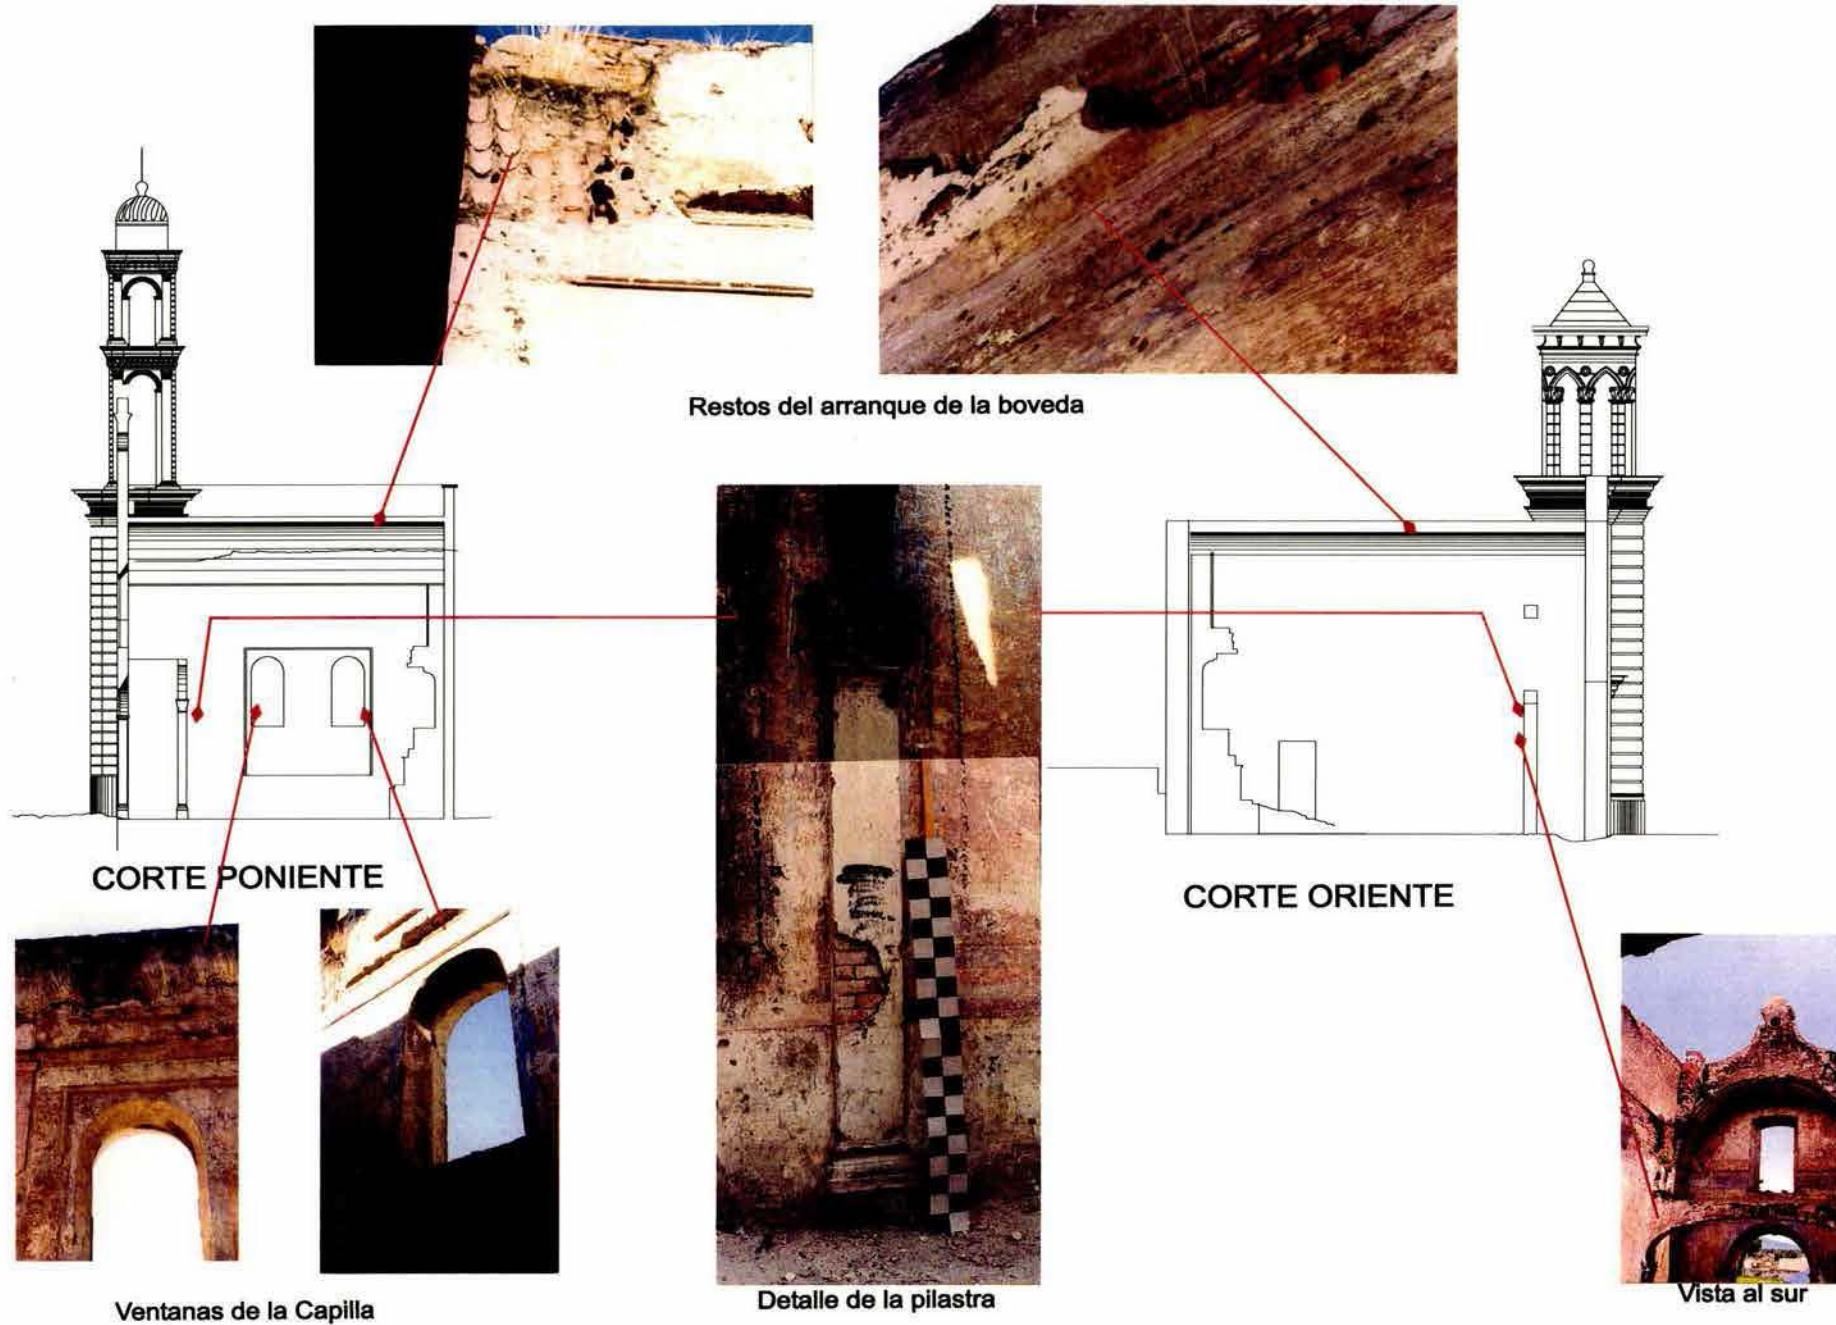 Restos del arranque de la boveda
CORTE PONIENTE
CORTE ORIENTE
Ventanas de la Capilla
Detalle de la pilastra
Vista al sur